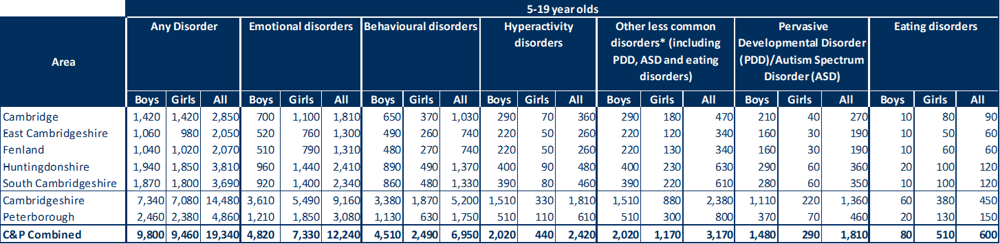 5-19 year olds
Area Any Disorder Emotional disorders Behavioural disorders Hyperactivity disorders Other less common disorders* (including PDD, ASD and eating disorders) Pervasive Developmental Disorder (PDD)/Autism Spectrum Disorder (ASD) Eating disorders
Boys Girls All Boys Girls All Boys Girls All Boys Girls All Boys Girls All Boys Girls All Boys Girls All
Cambridge 1,420 1,420 2,850 700 1,100 1,810 650 370 1,030 290 70 360 290 180 470 210 40 270 10 80 90
East Cambridgeshire 1,060 980 2,050 520 760 1,300 490 260 740 220 50 260 220 120 340 160 30 190 10 50 60
Fenland 1,040 1,020 2,070 510 790 1,310 480 270 740 220 50 260 220 130 340 160 30 190 10 60 60
Huntingdonshire 1,940 1,850 3,810 960 1,440 2,410 890 490 1,370 400 90 480 400 230 630 290 60 360 20 100 120
South Cambridgeshire 1,870 1,800 3,690 920 1,400 2,340 860 480 1,330 390 80 460 390 220 610 280 60 350 10 100 120
Cambridgeshire 7,340 7,080 14,480 3,610 5,490 9,160 3,380 1,870 5,200 1,510 330 1,810 1,510 880 2,380 1,110 220 1,360 60 380 450
Peterborough 2,460 2,380 4,860 1,210 1,850 3,080 1,130 630 1,750 510 110 610 510 300 800 370 70 460 20 130 150
C&P Combined 9,800 9,460 19,340 4,820 7,330 12,240 4,510 2,490 6,950 2,020 440 2,420 2,020 1,170 3,170 1,480 290 1,810 80 510 600